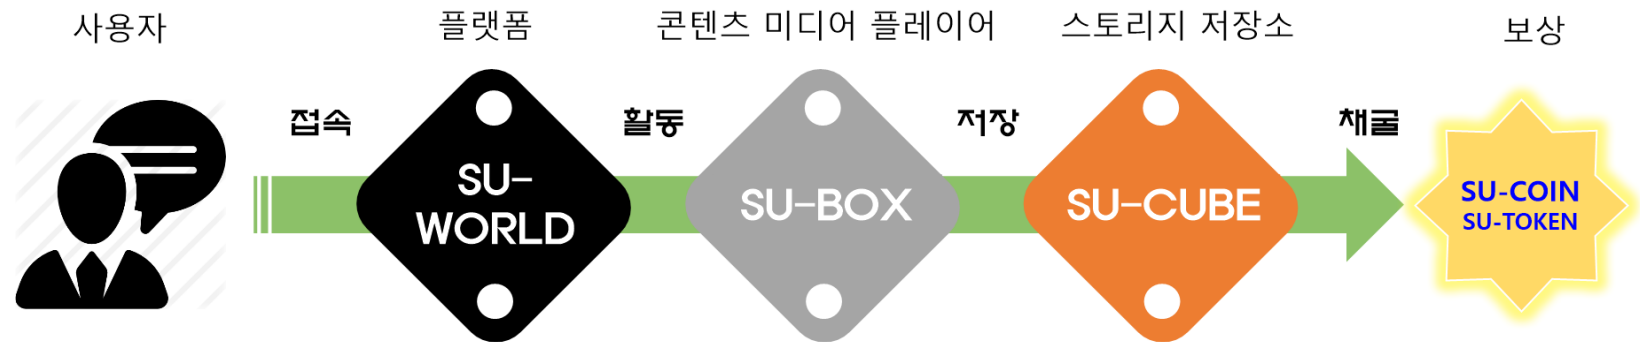 사용자
플랫폼
콘텐츠 미디어 플레이어
스토리지 저장소
보상
접속
활동
저장
채굴
SU-
WORLD
SU-BOX
SU-CUBE
SU-COIN
SU-TOKEN